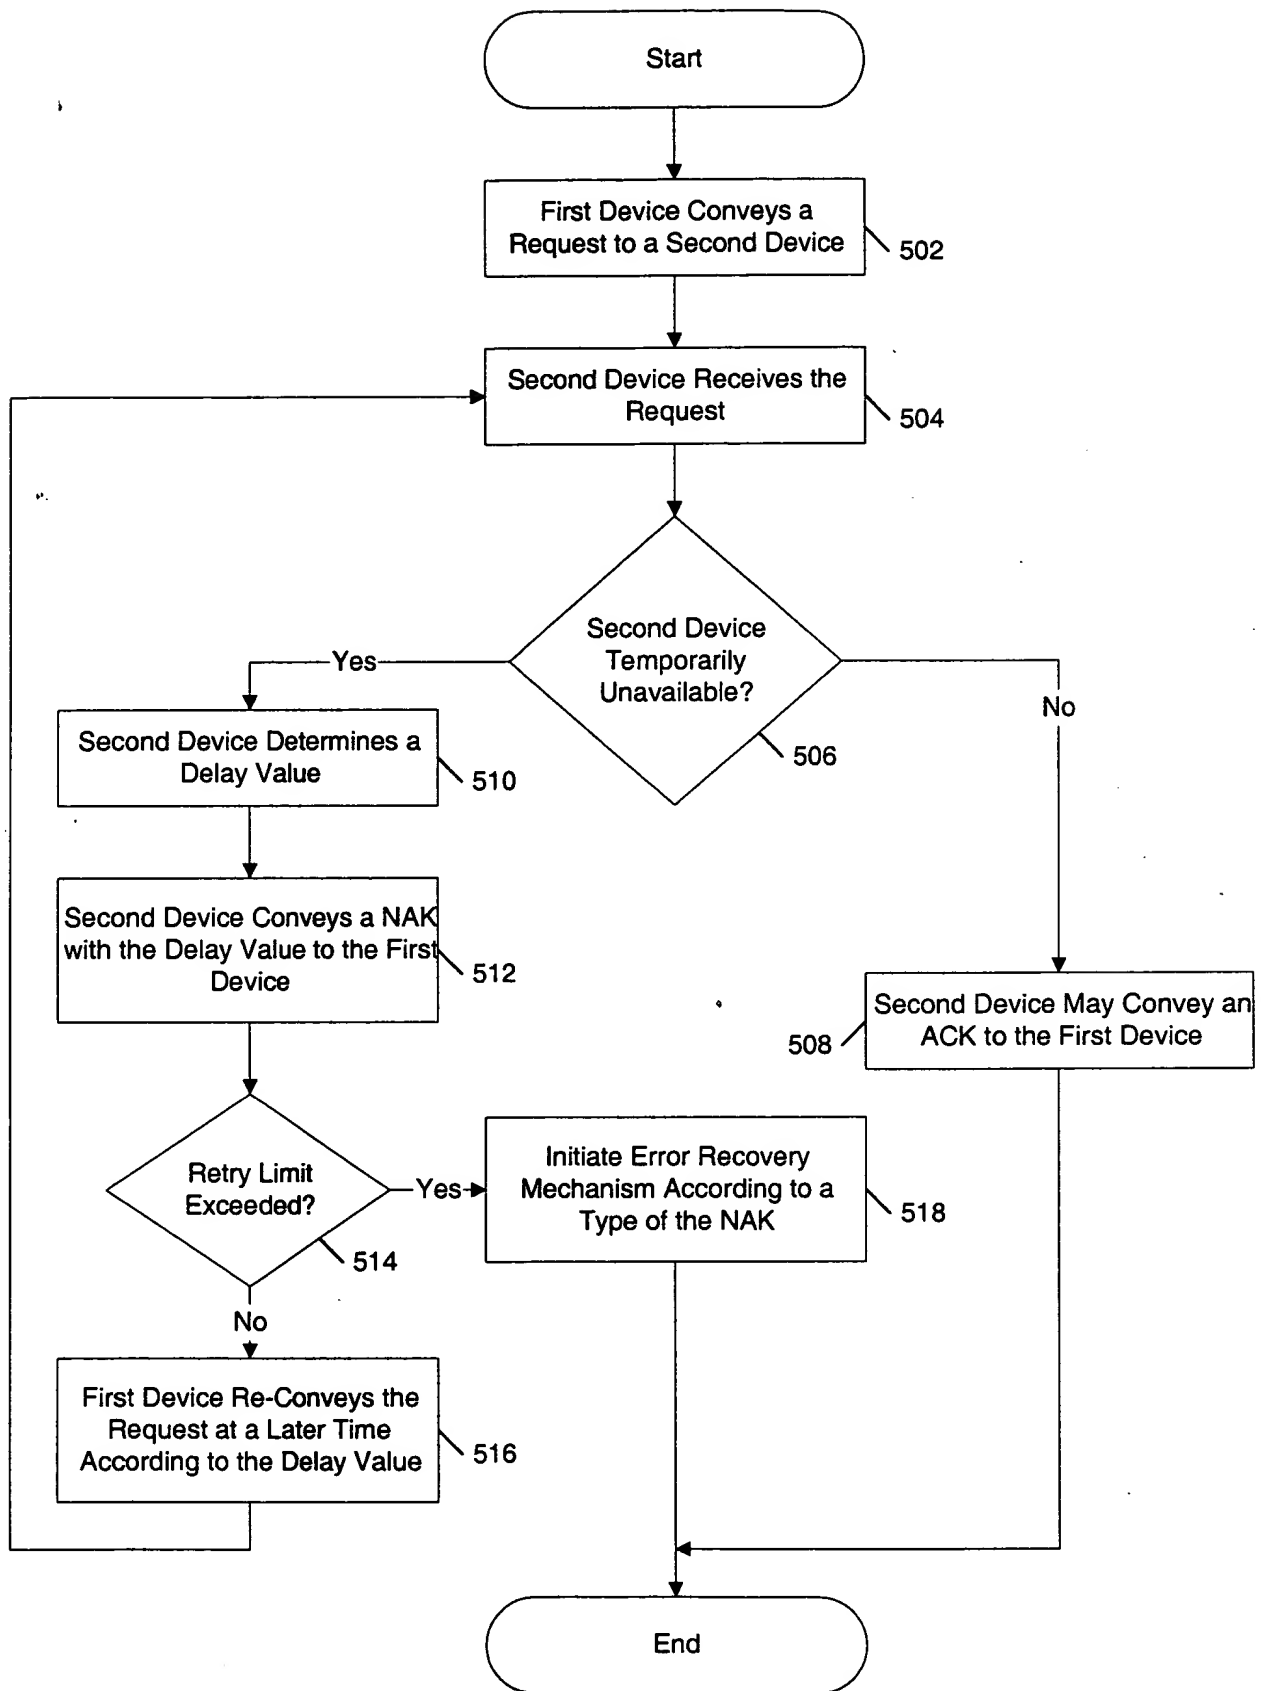 Start
First Device Conveys a
Request to a Second Device
502
Second Device Receives the
Request
504
Second Device
Temporarily
Unavailable?
506
Yes
No
Second Device Determines a
Delay Value
510
Second Device Conveys a NAK
with the Delay Value to the First
Device
512
Second Device May Convey an
ACK to the First Device
508
Retry Limit
Exceeded?
514
Yes
Initiate Error Recovery
Mechanism According to a
Type of the NAK
518
No
First Device Re-Conveys the
Request at a Later Time
According to the Delay Value
516
End